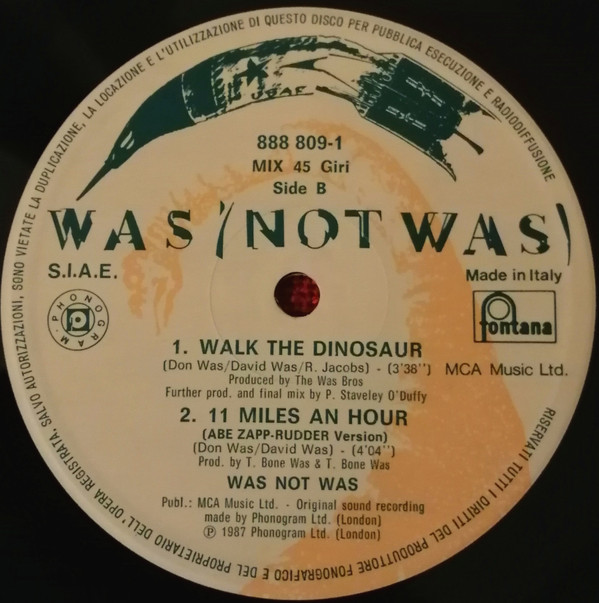 SALVO AUTORIZZAZIONI, SONO VIETATE LA DUPLICAZIONE, LA LOCAZIONE E L'UTILIZZAZIONE DI QUESTO DISCO PER PUBBLICA ESECUZIONE E RADIODIFFUSIONE
USAF
888 809-1
MIX 45 Giri
Side B
WAS (NOT WAS)
S.I.A.E.
Made in Italy
PHONOGRAM
P
fontana
1. WALK THE DINOSAUR
(Don Was/David Was/R. Jacobs) - (3'38'')
MCA Music Ltd.
Produced by The Was Bros
Further prod. and final mix by P. Staveley O'Duffy
2. 11 MILES AN HOUR
(ABE ZAPP-RUDDER Version)
(Don Was/David Was) - (4'04'')
Prod. by T. Bone Was & T. Bone Was
WAS NOT WAS
Publ.: MCA Music Ltd. - Original sound recording
made by Phonogram Ltd. (London)
℗ 1987 Phonogram Ltd. (London)
RISERVATI TUTTI I DIRITTI DEL PRODUTTORE FONOGRAFICO E DEL PROPRIETARIO DELL'OPERA REGISTRATA.